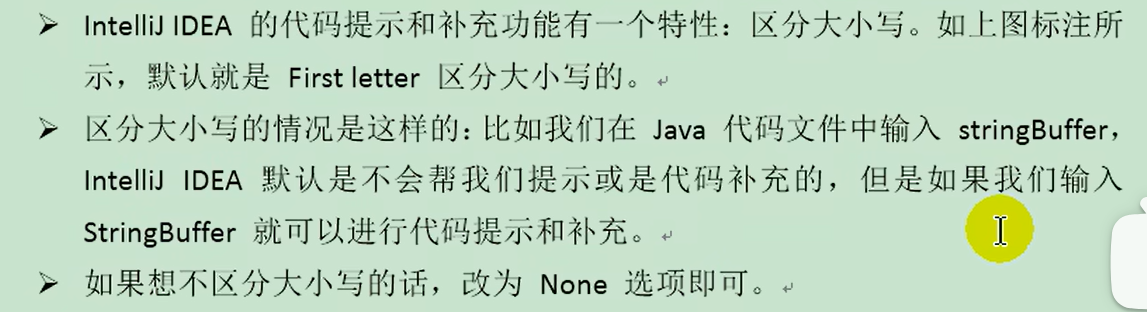 ➢ IntelliJ IDEA 的代码提示和补充功能有一个特性：区分大小写。如上图标注所
示，默认就是 First letter 区分大小写的。
➢ 区分大小写的情况是这样的：比如我们在 Java 代码文件中输入 stringBuffer，
IntelliJ IDEA 默认是不会帮我们提示或是代码补充的，但是如果我们输入
StringBuffer 就可以进行代码提示和补充。
➢ 如果想不区分大小写的话，改为 None 选项即可。